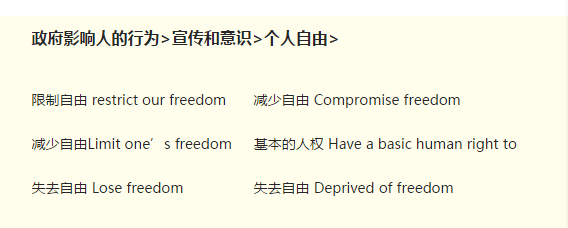 政府影响人的行为>宣传和意识>个人自由>
限制自由 restrict our freedom 减少自由 Compromise freedom
减少自由Limit one’s freedom 基本的人权 Have a basic human right to
失去自由 Lose freedom 失去自由 Deprived of freedom